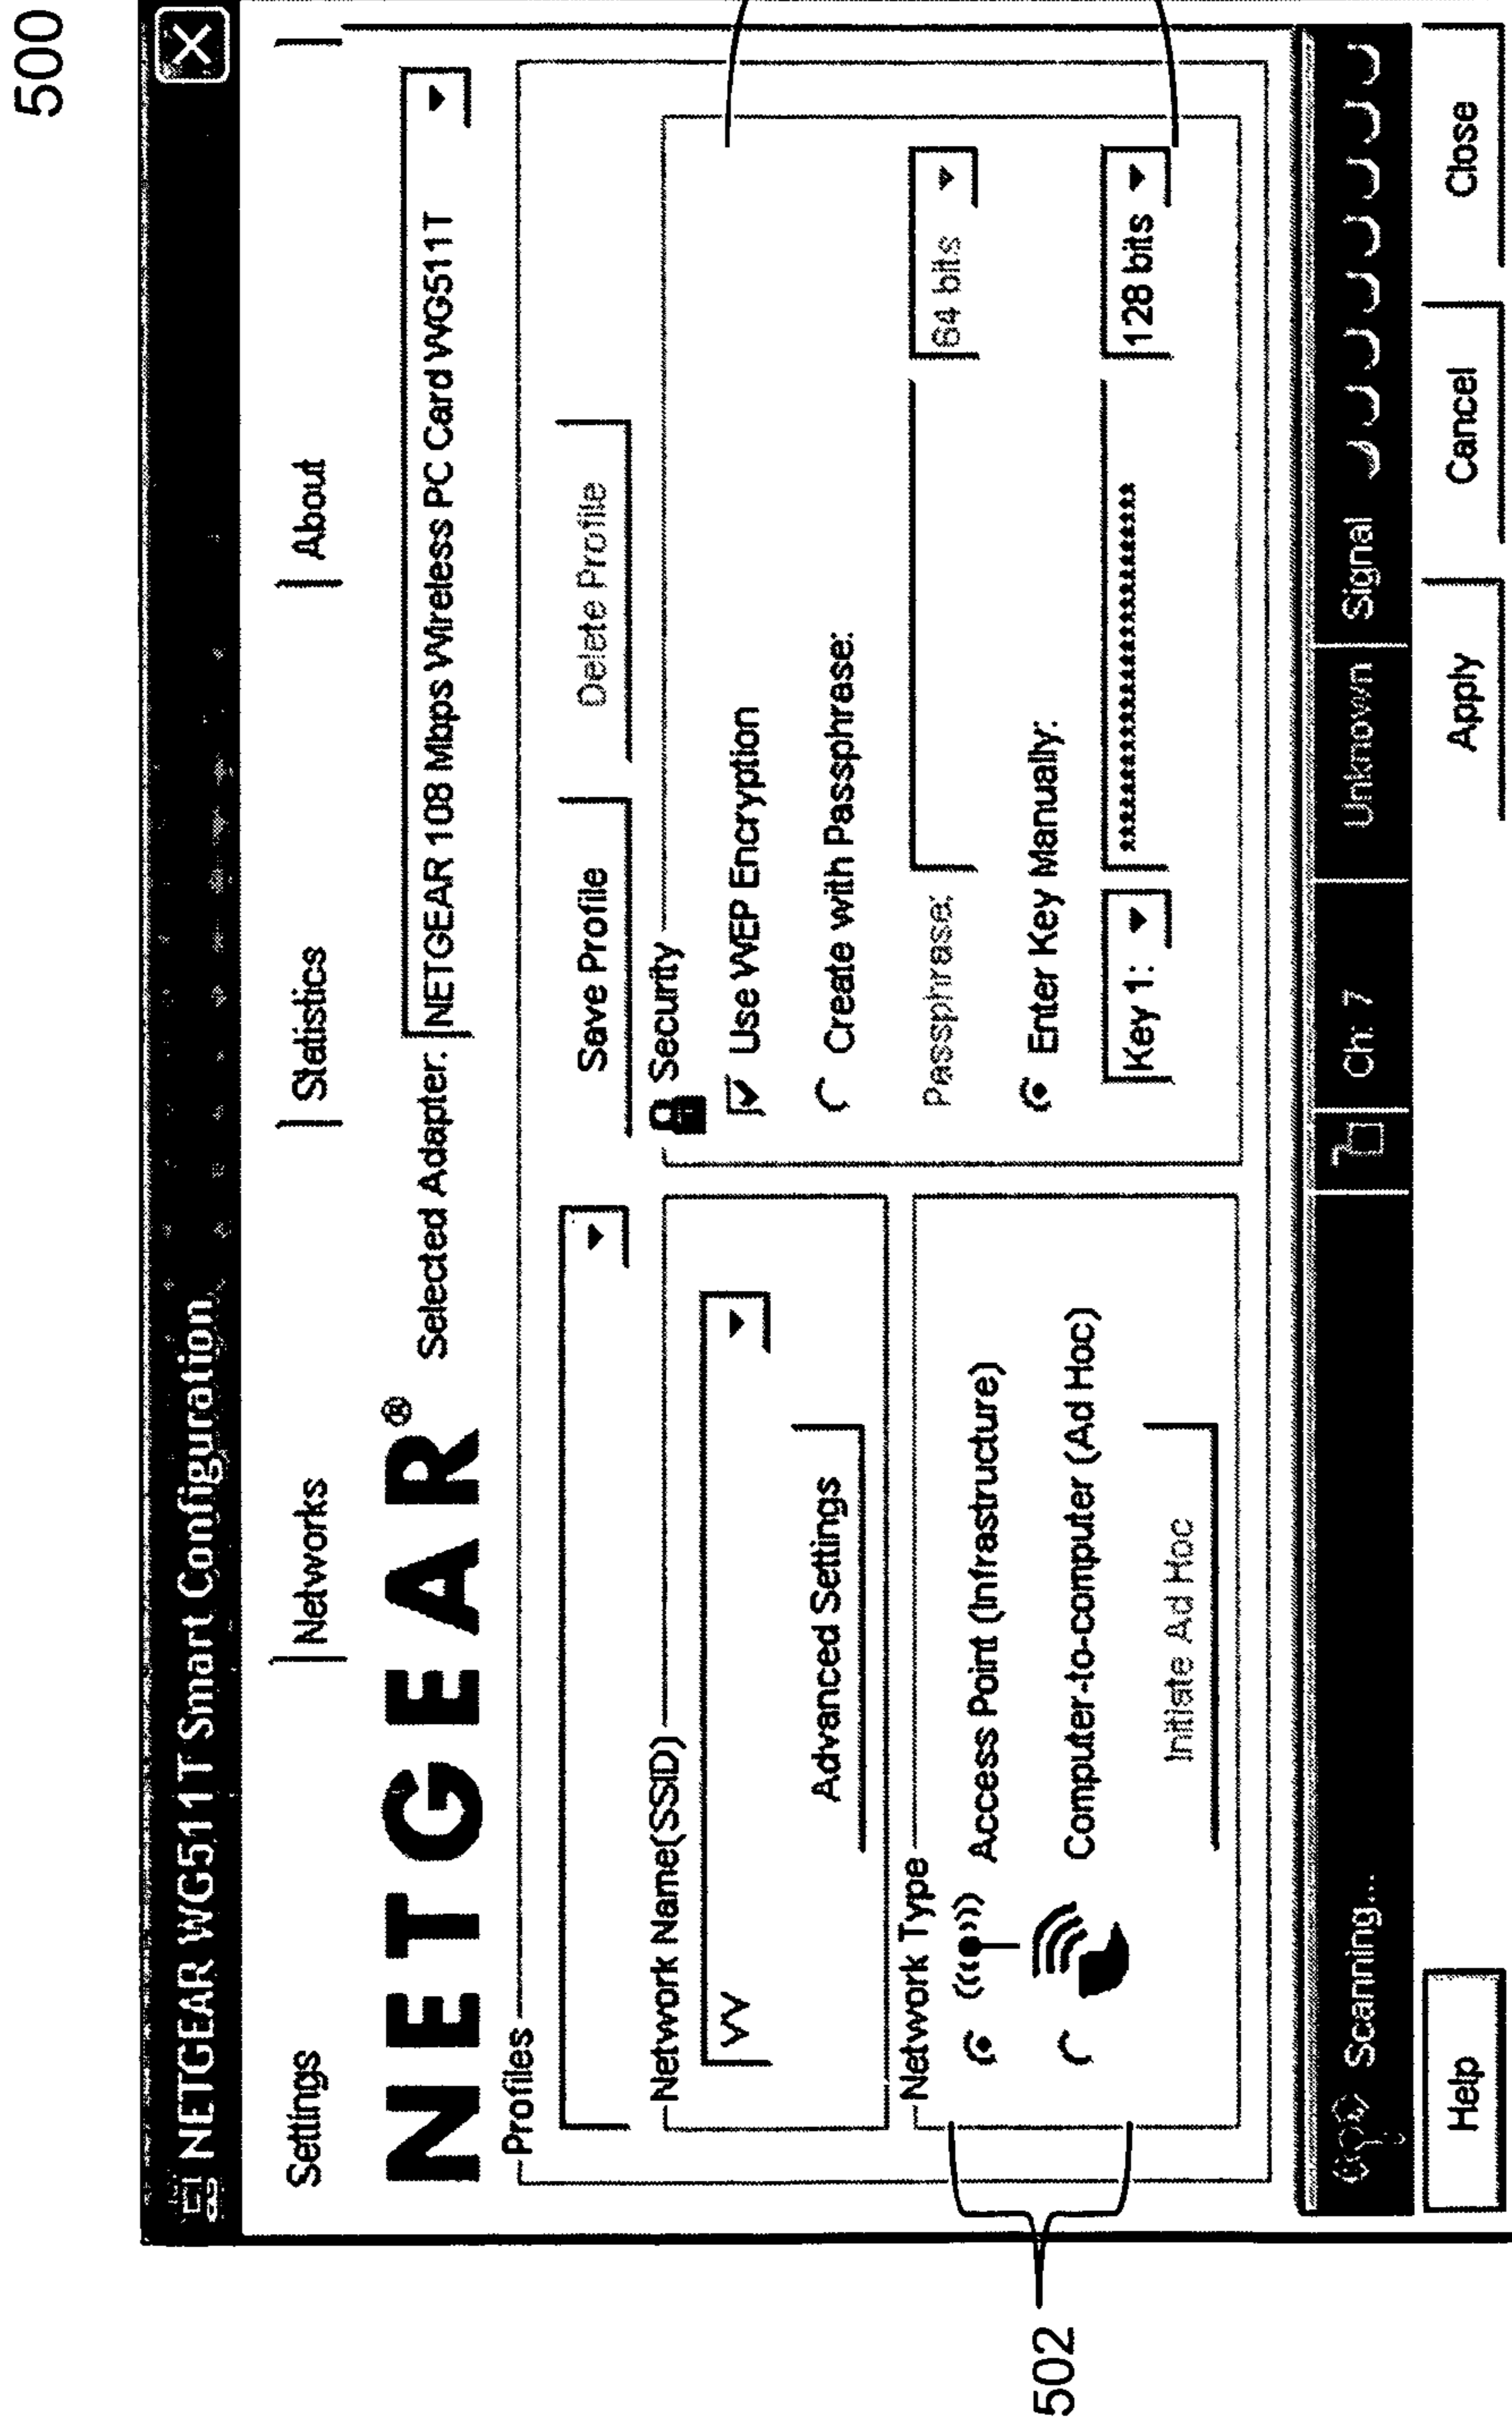 500
NETGEAR WG511T Smart Configuration
Settings Networks Statistics About
NETGEAR® Selected Adapter: NETGEAR 108 Mbps Wireless PC Card WG511T
Profiles
Save Profile Delete Profile
Network Name(SSID)
VV
Advanced Settings
Network Type
Access Point (Infrastructure)
Computer-to-computer (Ad Hoc)
Initiate Ad Hoc
Security
Use WEP Encryption
Create with Passphrase:
Passphrase: 64 bits
Enter Key Manually:
Key 1: ************************** 128 bits
Scanning... Ch: 7 Unknown Signal
Help Apply Cancel Close
502